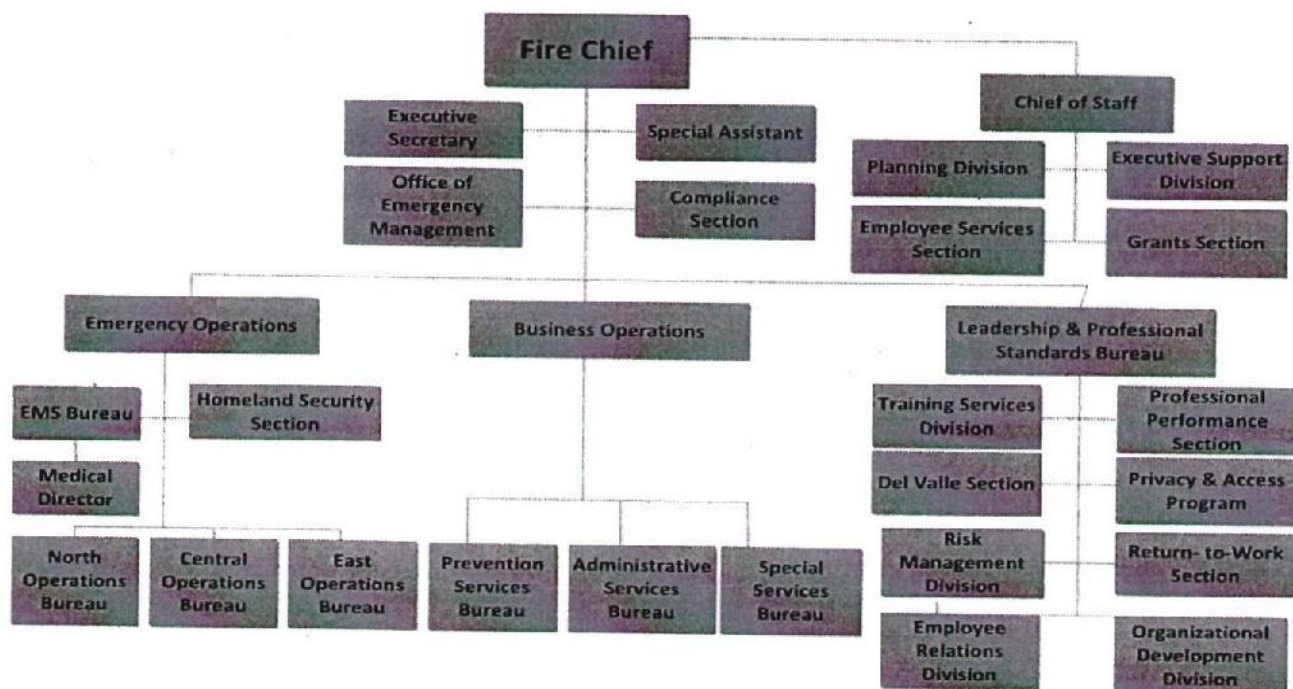 Fire Chief
Chief of Staff
Executive
Secretary
Special Assistant
Office of
Emergency
Management
Compliance
Section
Planning Division
Executive Support
Division
Employee Services
Section
Grants Section
Emergency Operations
Business Operations
Leadership & Professional
Standards Bureau
EMS Bureau
Homeland Security
Section
Medical
Director
North
Operations
Bureau
Central
Operations
Bureau
East
Operations
Bureau
Prevention
Services
Bureau
Administrative
Services
Bureau
Special
Services
Bureau
Training Services
Division
Professional
Performance
Section
Del Valle Section
Privacy & Access
Program
Risk
Management
Division
Return- to-Work
Section
Employee
Relations
Division
Organizational
Development
Division